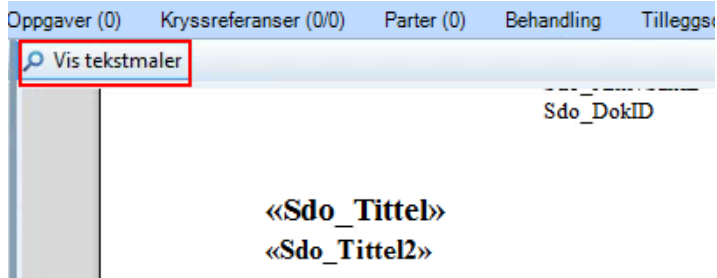 Oppgaver (0) Kryssreferanser (0/0) Parter (0) Behandling
Vis tekstmaler
Sdo_DokID
«Sdo_Tittel»
«Sdo_Tittel2»